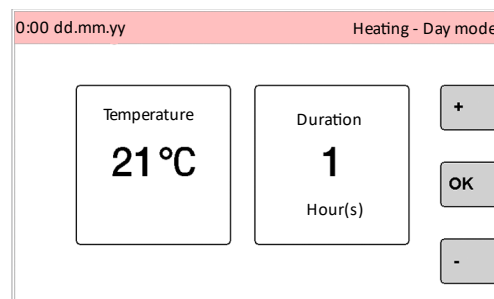 0:00 dd.mm.yy Heating - Day mode
Temperature
21 °C
Duration
1
Hour(s)
+
OK
-